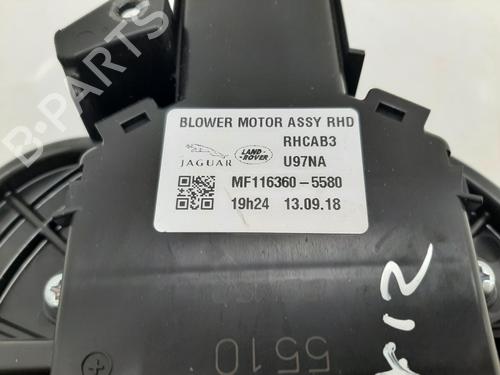 B-PARTS
BLOWER MOTOR ASSY RHD
RHCAB3
JAGUAR LAND-ROVER U97NA
MF116360-5580
19h24 13.09.18
5510